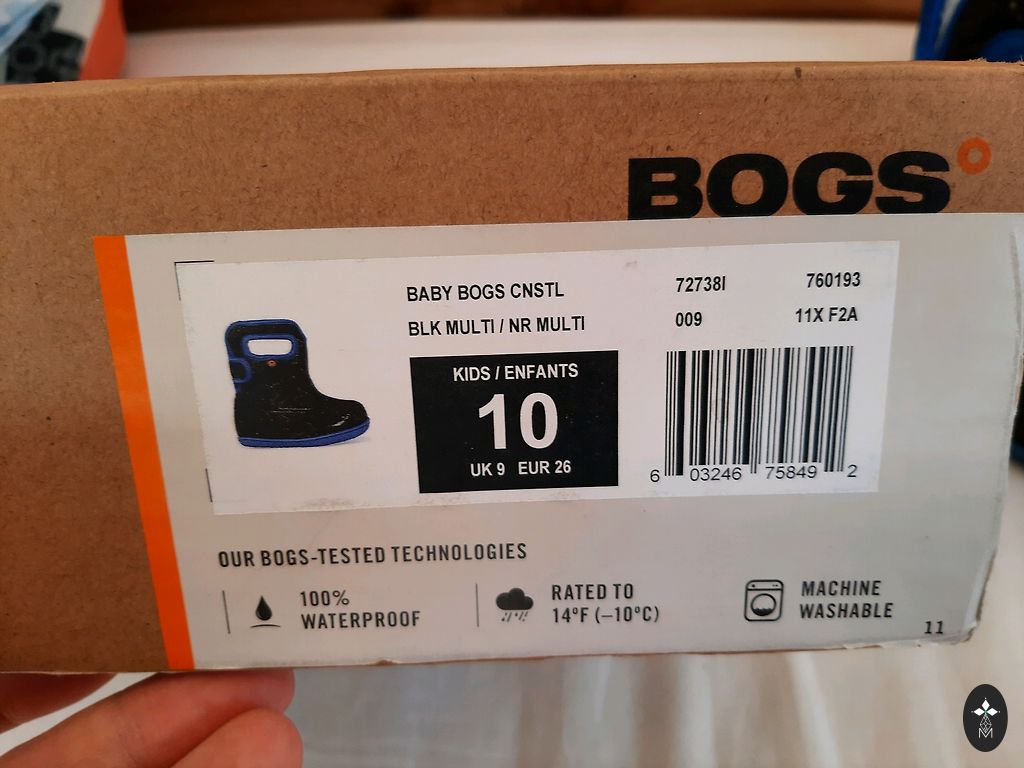 BOGS
BABY BOGS CNSTL
72738I 760193
BLK MULTI / NR MULTI
009 11X F2A
KIDS / ENFANTS
10
UK 9 EUR 26
6 03246 75849 2
OUR BOGS-TESTED TECHNOLOGIES
100%
WATERPROOF
RATED TO
14°F (–10°C)
MACHINE
WASHABLE
11
M